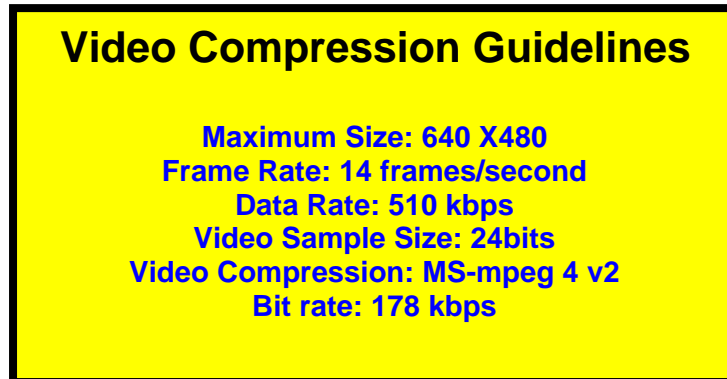 Video Compression Guidelines
Maximum Size: 640 X480
Frame Rate: 14 frames/second
Data Rate: 510 kbps
Video Sample Size: 24bits
Video Compression: MS-mpeg 4 v2
Bit rate: 178 kbps